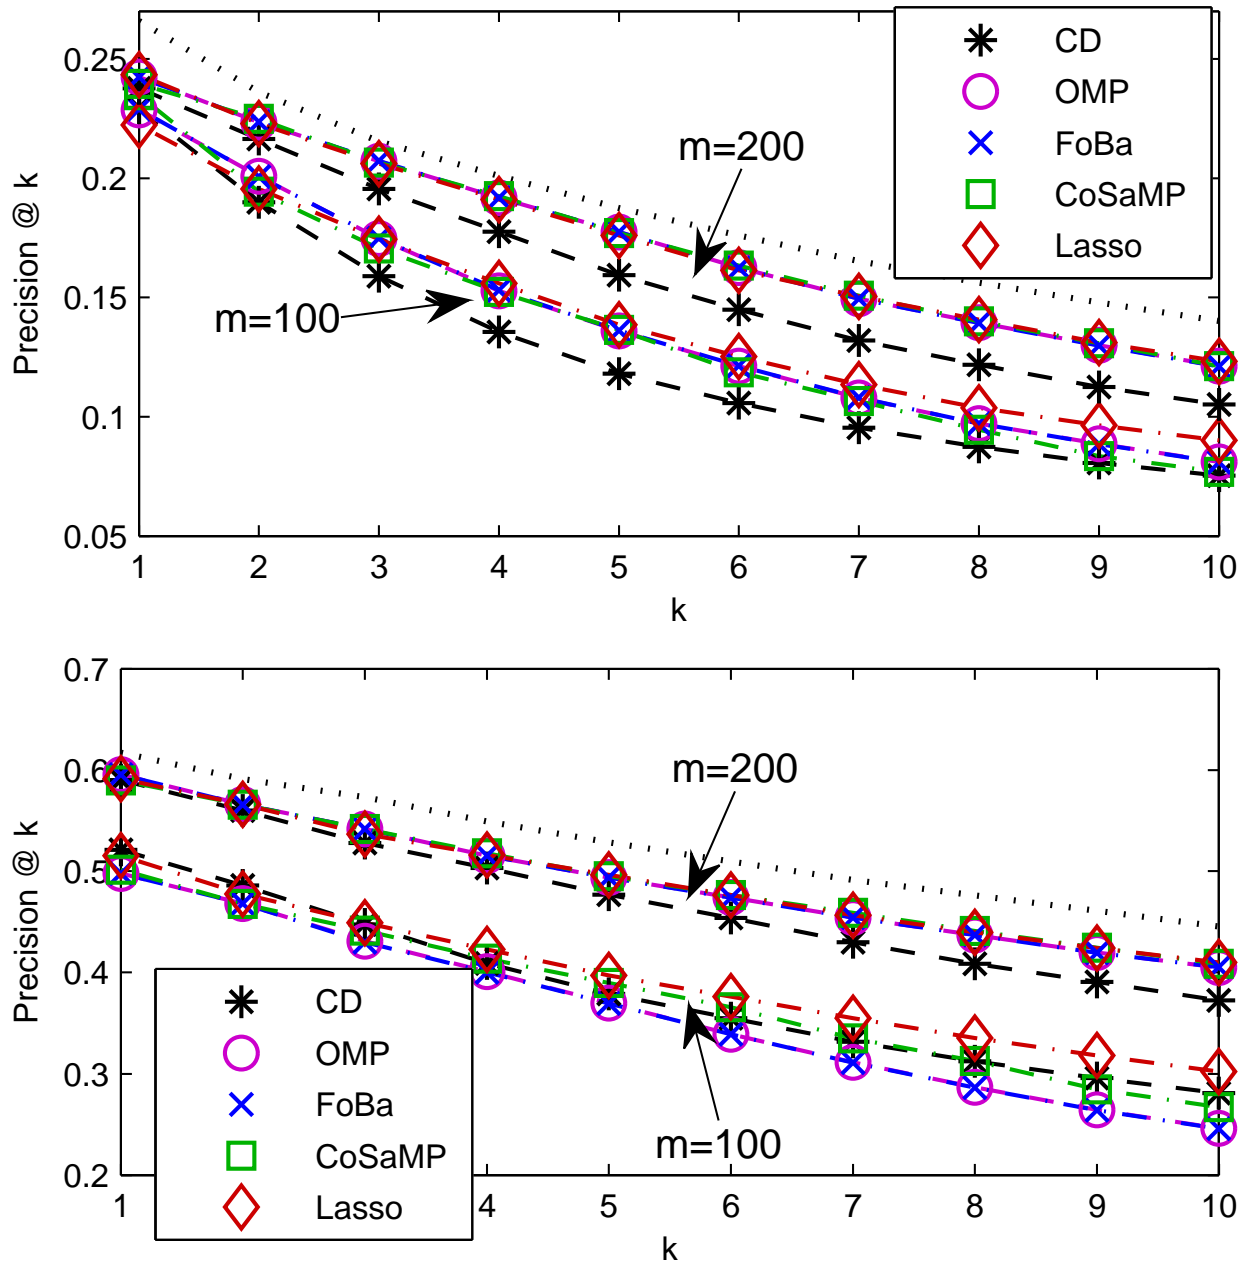 0.25
0.2
0.15
0.1
0.05
Precision @ k
1 2 3 4 5 6 7 8 9 10
k
m=200
m=100
CD
OMP
FoBa
CoSaMP
Lasso
0.7
0.6
0.5
0.4
0.3
0.2
Precision @ k
1 4 5 6 7 8 9 10
k
m=200
m=100
CD
OMP
FoBa
CoSaMP
Lasso